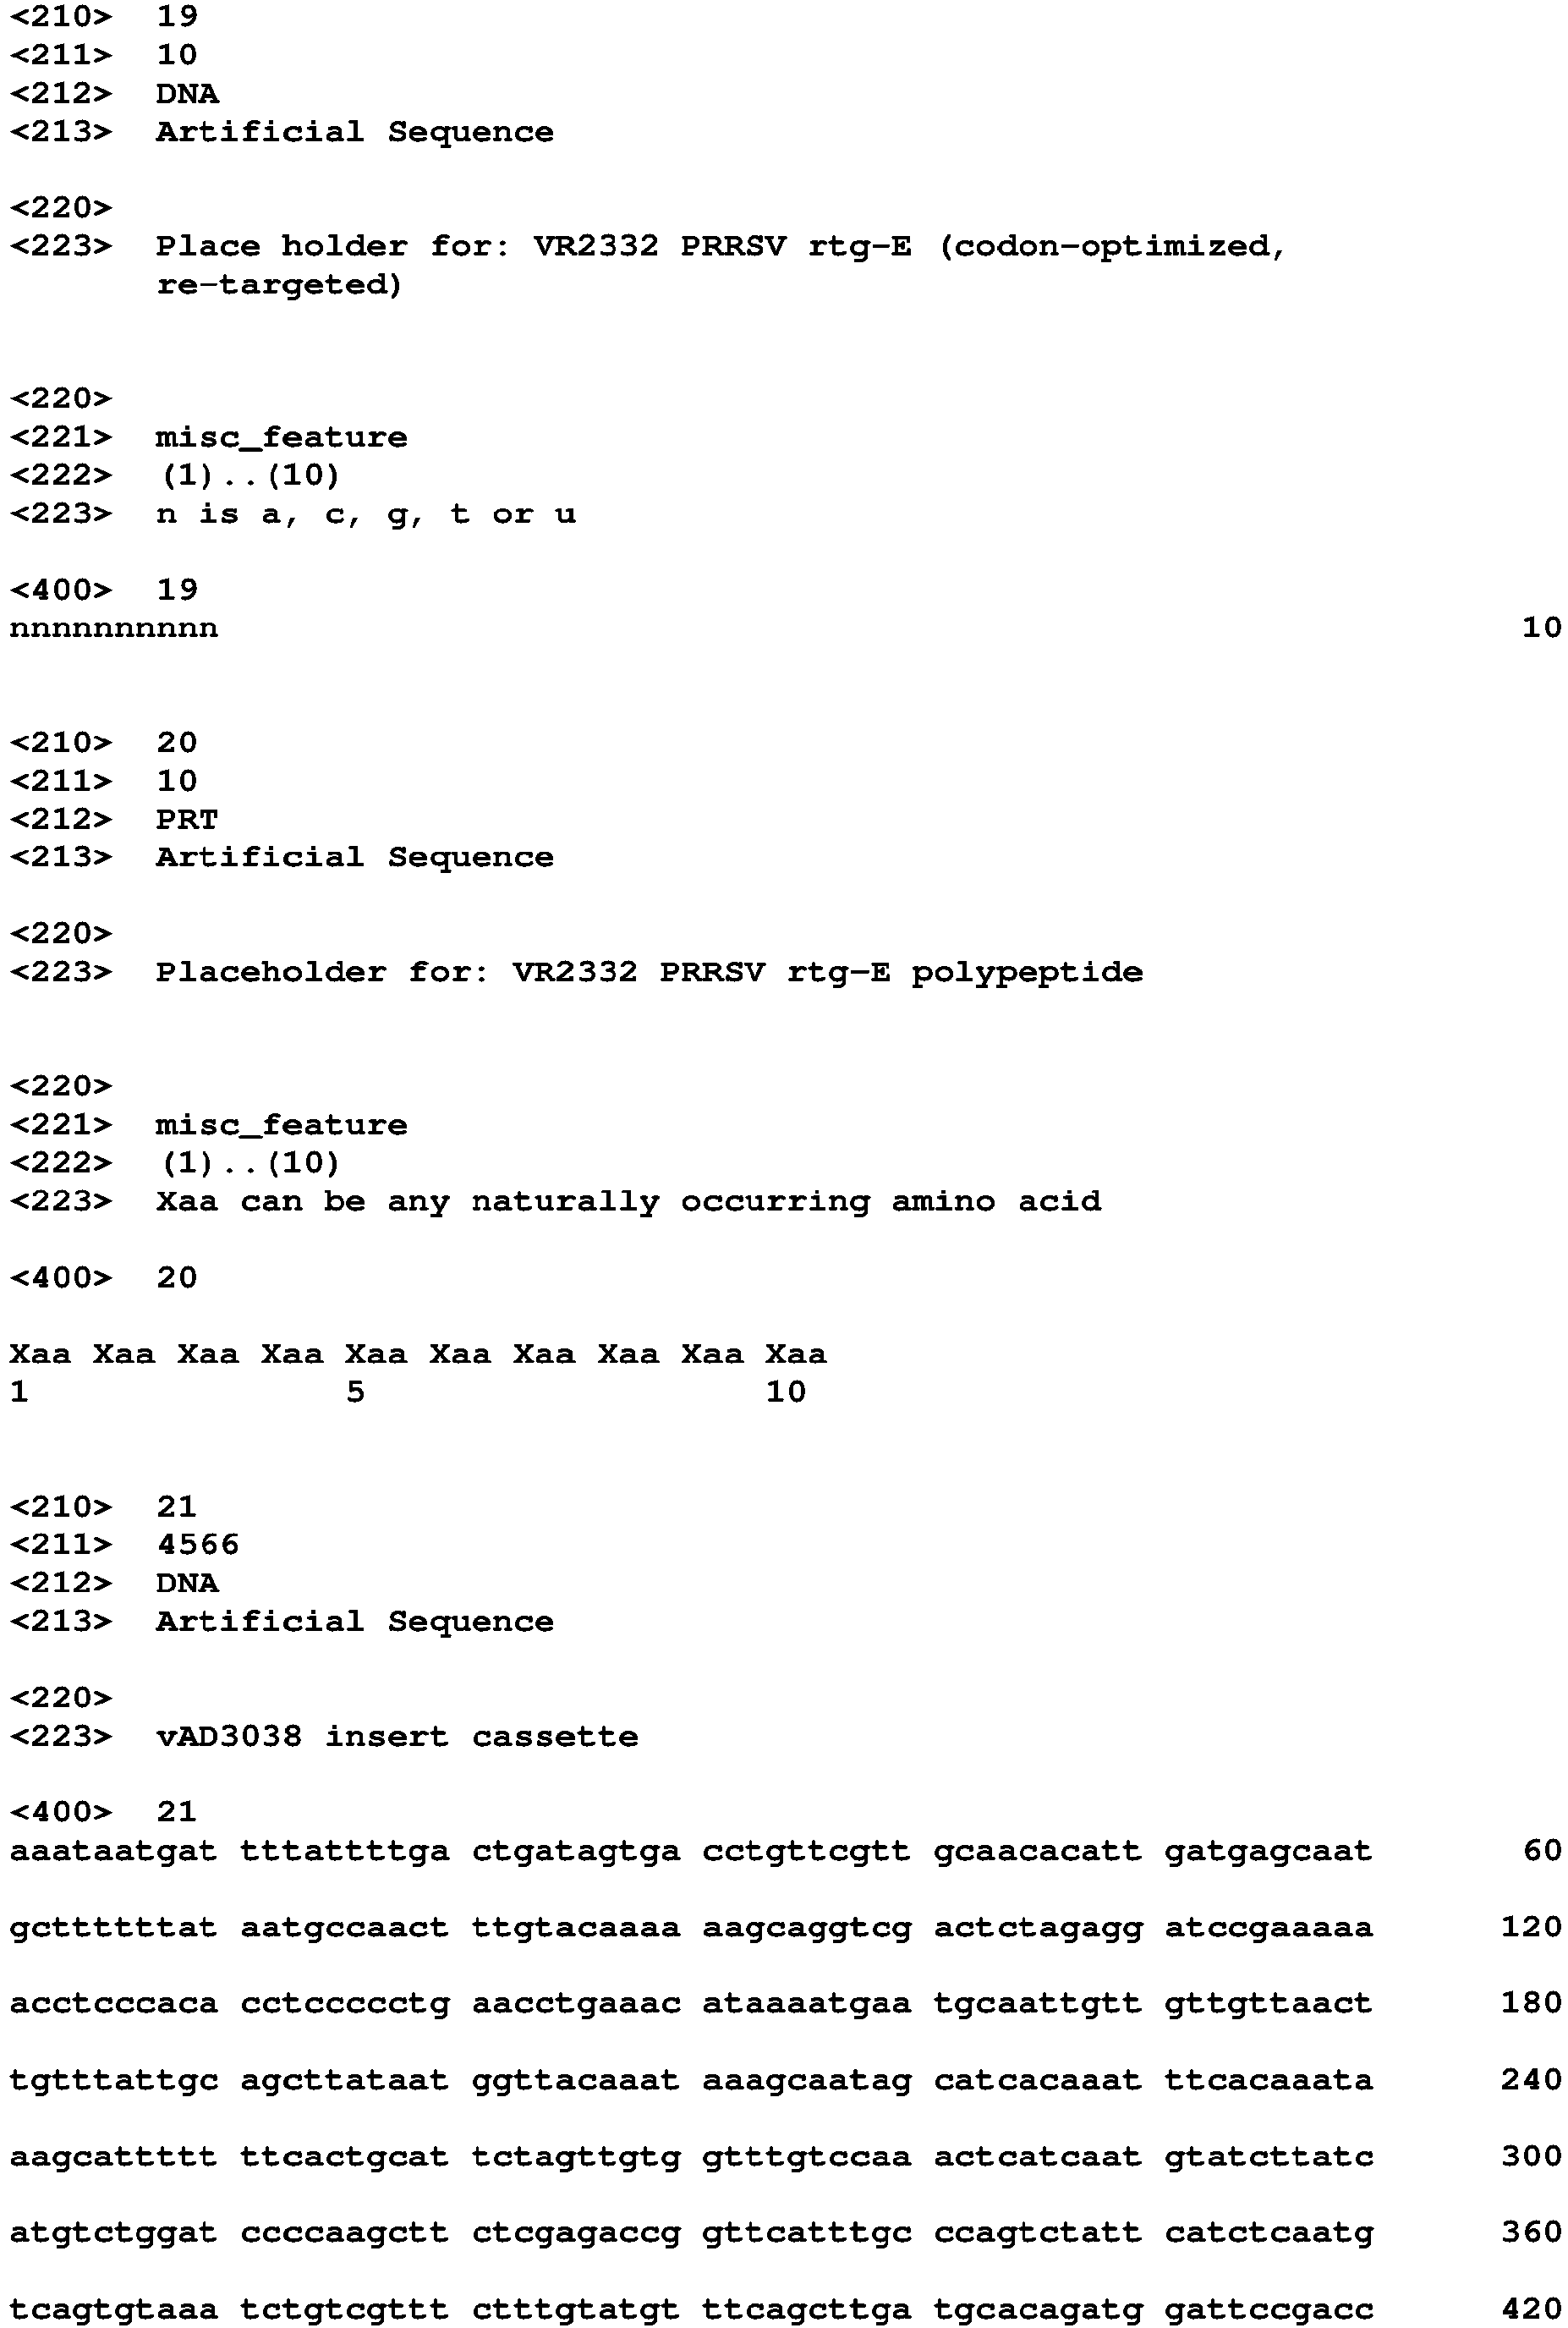 <210> 19
<211> 10
<212> DNA
<213> Artificial Sequence
<220>
<223> Place holder for: VR2332 PRRSV rtg-E (codon-optimized,
re-targeted)
<220>
<221> misc_feature
<222> (1)..(10)
<223> n is a, c, g, t or u
<400> 19
nnnnnnnnnn 10
<210> 20
<211> 10
<212> PRT
<213> Artificial Sequence
<220>
<223> Placeholder for: VR2332 PRRSV rtg-E polypeptide
<220>
<221> misc_feature
<222> (1)..(10)
<223> Xaa can be any naturally occurring amino acid
<400> 20
Xaa Xaa Xaa Xaa Xaa Xaa Xaa Xaa Xaa Xaa
1 5 10
<210> 21
<211> 4566
<212> DNA
<213> Artificial Sequence
<220>
<223> vAD3038 insert cassette
<400> 21
aaataatgat tttattttga ctgatagtga cctgttcgtt gcaacacatt gatgagcaat 60
gcttttttat aatgccaact ttgtacaaaa aagcaggtcg actctagagg atccgaaaaa 120
acctcccaca cctccccctg aacctgaaac ataaaatgaa tgcaattgtt gttgttaact 180
tgtttattgc agcttataat ggttacaaat aaagcaatag catcacaaat ttcacaaata 240
aagcattttt ttcactgcat tctagttgtg gtttgtccaa actcatcaat gtatcttatc 300
atgtctggat ccccaagctt ctcgagaccg gttcatttgc ccagtctatt catctcaatg 360
tcagtgtaaa tctgtcgttt ctttgtatgt ttcagcttga tgcacagatg gattccgacc 420